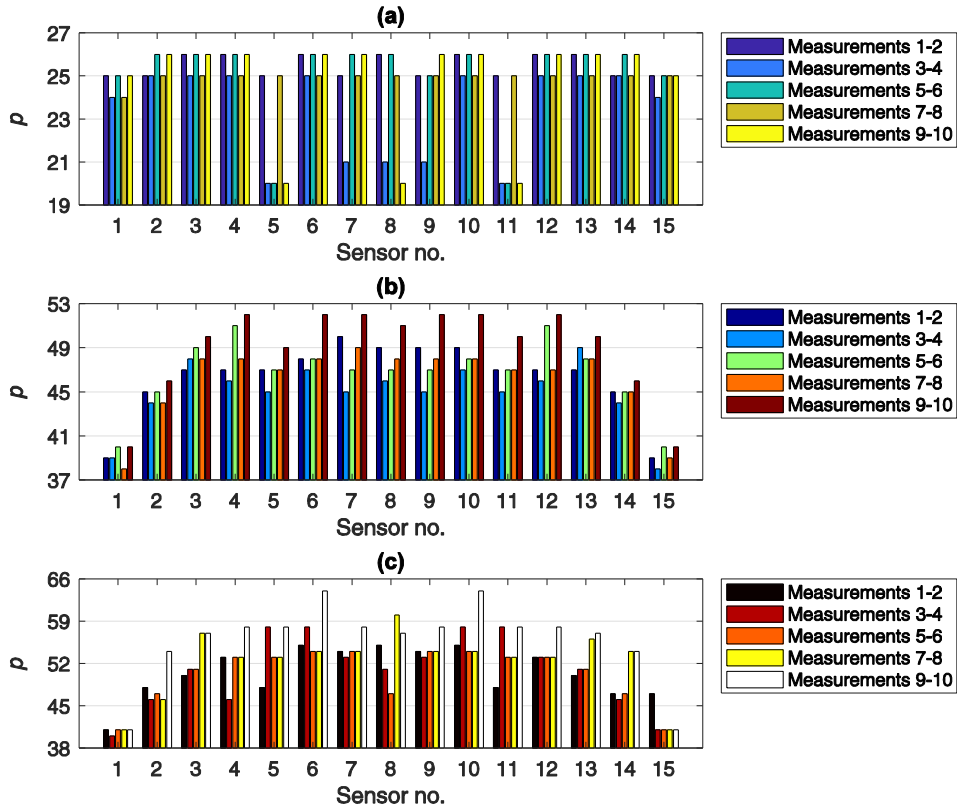 (a)
27
25
23
21
19
p
1 2 3 4 5 6 7 8 9 10 11 12 13 14 15
Sensor no.
Measurements 1-2
Measurements 3-4
Measurements 5-6
Measurements 7-8
Measurements 9-10
(b)
53
49
45
41
37
p
1 2 3 4 5 6 7 8 9 10 11 12 13 14 15
Sensor no.
Measurements 1-2
Measurements 3-4
Measurements 5-6
Measurements 7-8
Measurements 9-10
(c)
66
59
52
45
38
p
1 2 3 4 5 6 7 8 9 10 11 12 13 14 15
Sensor no.
Measurements 1-2
Measurements 3-4
Measurements 5-6
Measurements 7-8
Measurements 9-10